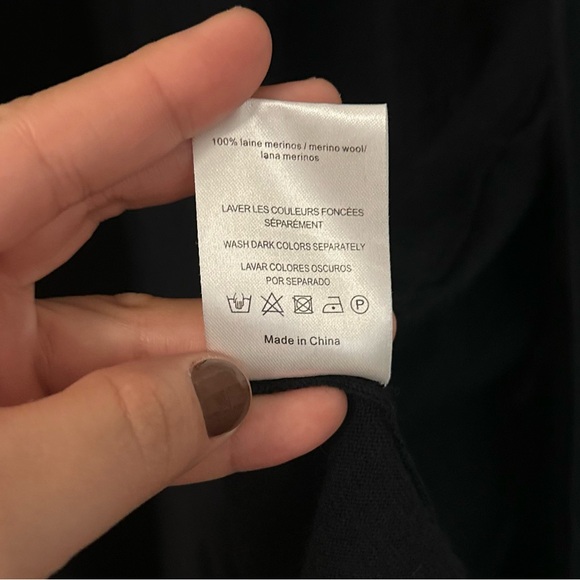 100% laine merinos / merino wool/
lana merinos
LAVER LES COULEURS FONCÉES
SÉPARÉMENT
WASH DARK COLORS SEPARATELY
LAVAR COLORES OSCUROS
POR SEPARADO
P
Made in China